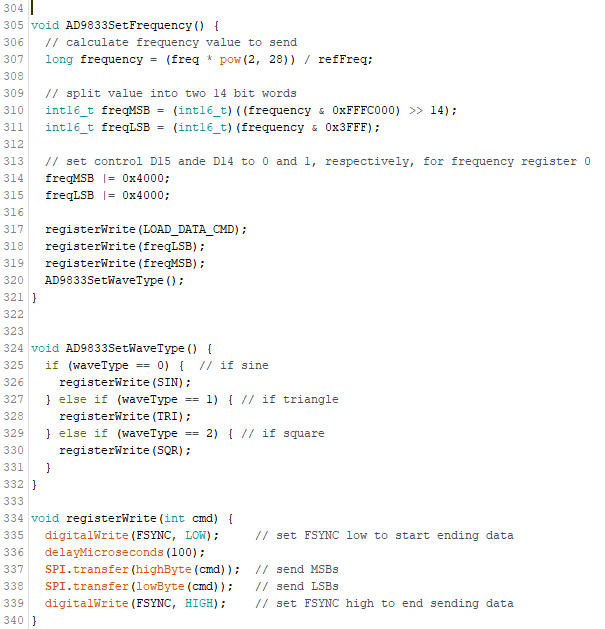 304
305 void AD9833SetFrequency() {
306   // calculate frequency value to send
307   long frequency = (freq * pow(2, 28)) / refFreq;
308
309   // split value into two 14 bit words
310   int16_t freqMSB = (int16_t)((frequency & 0xFFFC000) >> 14);
311   int16_t freqLSB = (int16_t)(frequency & 0x3FFF);
312
313   // set control D15 ande D14 to 0 and 1, respectively, for frequency register 0
314   freqMSB |= 0x4000;
315   freqLSB |= 0x4000;
316
317   registerWrite(LOAD_DATA_CMD);
318   registerWrite(freqLSB);
319   registerWrite(freqMSB);
320   AD9833SetWaveType();
321 }
322
323
324 void AD9833SetWaveType() {
325   if (waveType == 0) {  // if sine
326     registerWrite(SIN);
327   } else if (waveType == 1) { // if triangle
328     registerWrite(TRI);
329   } else if (waveType == 2) { // if square
330     registerWrite(SQR);
331   }
332 }
333
334 void registerWrite(int cmd) {
335   digitalWrite(FSYNC, LOW);     // set FSYNC low to start ending data
336   delayMicroseconds(100);
337   SPI.transfer(highByte(cmd));  // send MSBs
338   SPI.transfer(lowByte(cmd));   // send LSBs
339   digitalWrite(FSYNC, HIGH);    // set FSYNC high to end sending data
340 }